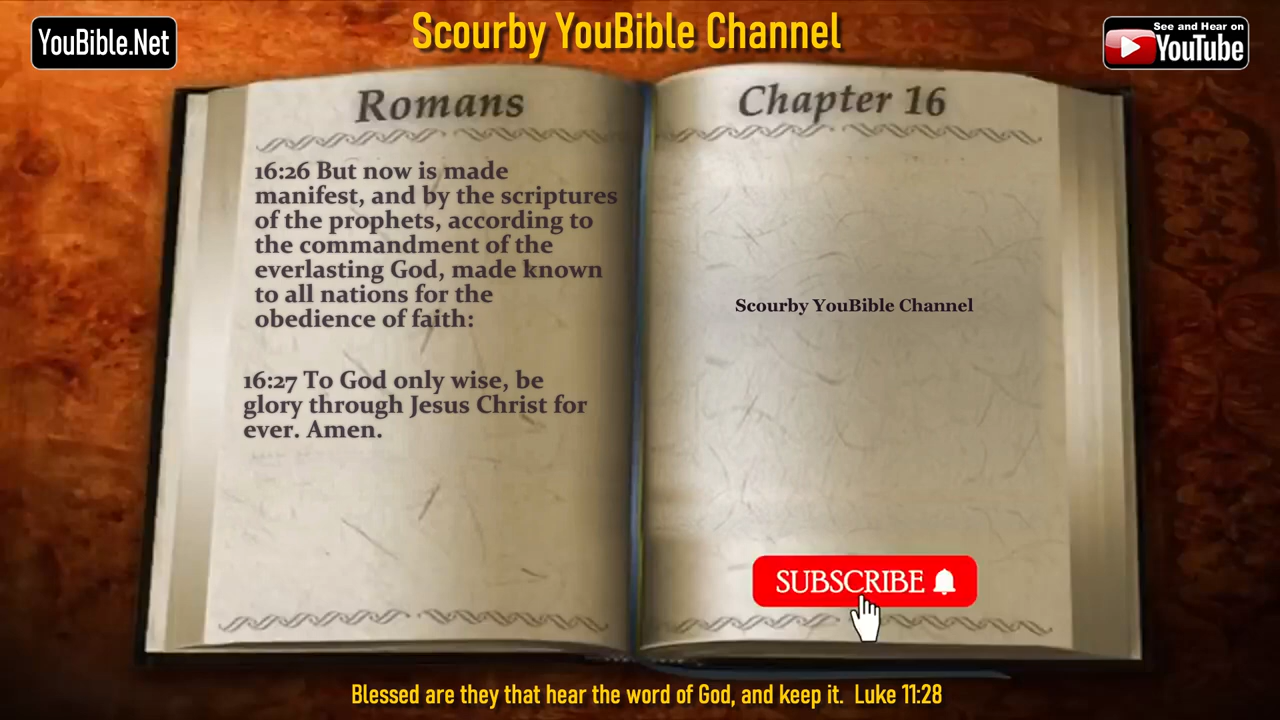 YouBible.Net
Scourby YouBible Channel
See and Hear on
YouTube
Romans
Chapter 16
16:26 But now is made
manifest, and by the scriptures
of the prophets, according to
the commandment of the
everlasting God, made known
to all nations for the
obedience of faith:
16:27 To God only wise, be
glory through Jesus Christ for
ever. Amen.
Scourby YouBible Channel
SUBSCRIBE
Blessed are they that hear the word of God, and keep it. Luke 11:28